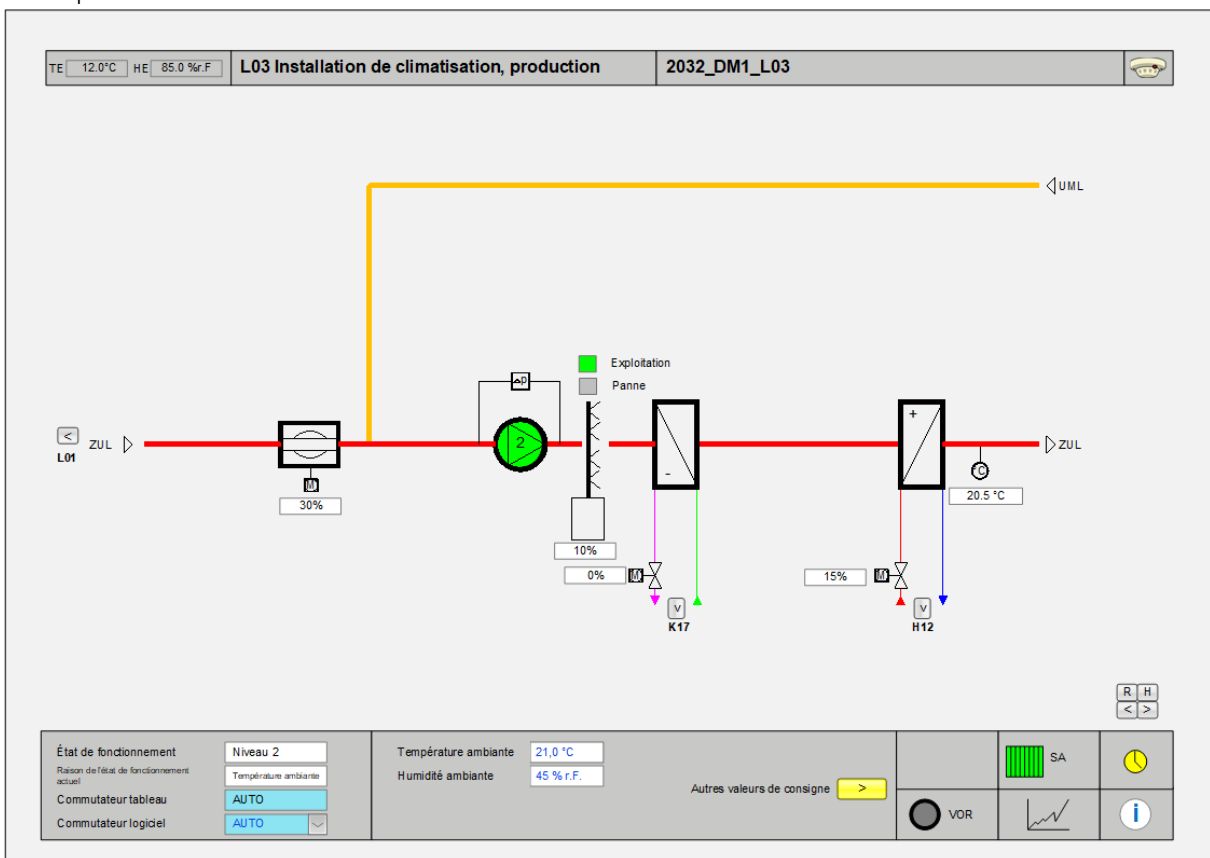 TE 12.0°C HE 85.0 %r.F L03 Installation de climatisation, production 2032_DM1_L03
UML
Exploitation
Panne
Δp
2
< ZUL
L01
+
-
ZUL
°C
M
30%
20.5 °C
10%
0% M
15% M
v
K17
v
H12
R H
< >
État de fonctionnement Niveau 2
Raison de l'état de fonctionnement actuel Température ambiante
Commutateur tableau AUTO
Commutateur logiciel AUTO
Température ambiante 21,0 °C
Humidité ambiante 45 % r.F.
Autres valeurs de consigne >
SA
VOR
i